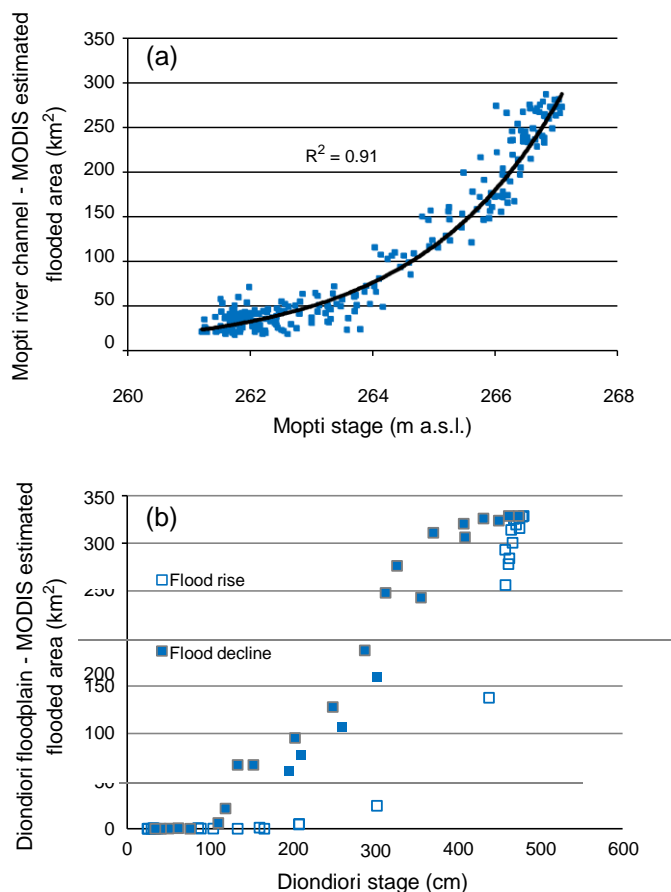 350
(a)
300
250
200
R² = 0.91
150
100
50
0
260
262
264
266
268
Mopti stage (m a.s.l.)
Mopti river channel - MODIS estimated
flooded area (km²)
350
(b)
300
Flood rise
250
Flood decline
200
150
100
50
0
0
100
200
300
400
500
600
Diondiori stage (cm)
Diondiori floodplain - MODIS estimated
flooded area (km²)